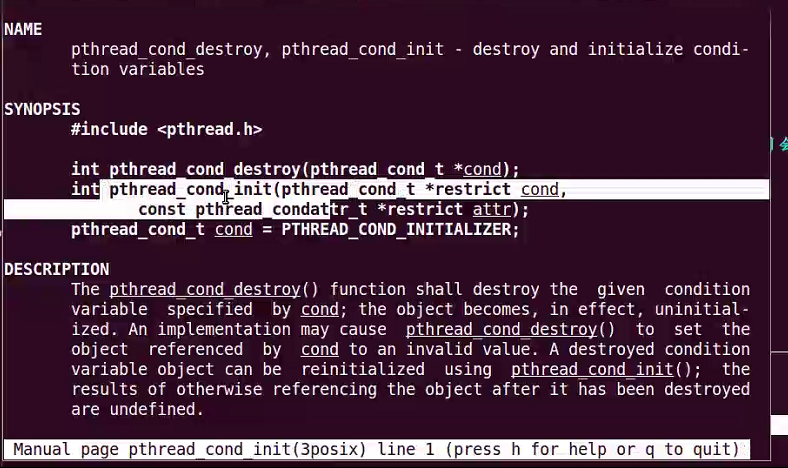 NAME
pthread_cond_destroy, pthread_cond_init - destroy and initialize condi-
tion variables
SYNOPSIS
#include <pthread.h>
int pthread_cond_destroy(pthread_cond_t *cond);
int pthread_cond_init(pthread_cond_t *restrict cond,
const pthread_condattr_t *restrict attr);
pthread_cond_t cond = PTHREAD_COND_INITIALIZER;
DESCRIPTION
The pthread_cond_destroy() function shall destroy the given condition
variable specified by cond; the object becomes, in effect, uninitial-
ized. An implementation may cause pthread_cond_destroy() to set the
object referenced by cond to an invalid value. A destroyed condition
variable object can be reinitialized using pthread_cond_init(); the
results of otherwise referencing the object after it has been destroyed
are undefined.
Manual page pthread_cond_init(3posix) line 1 (press h for help or q to quit)